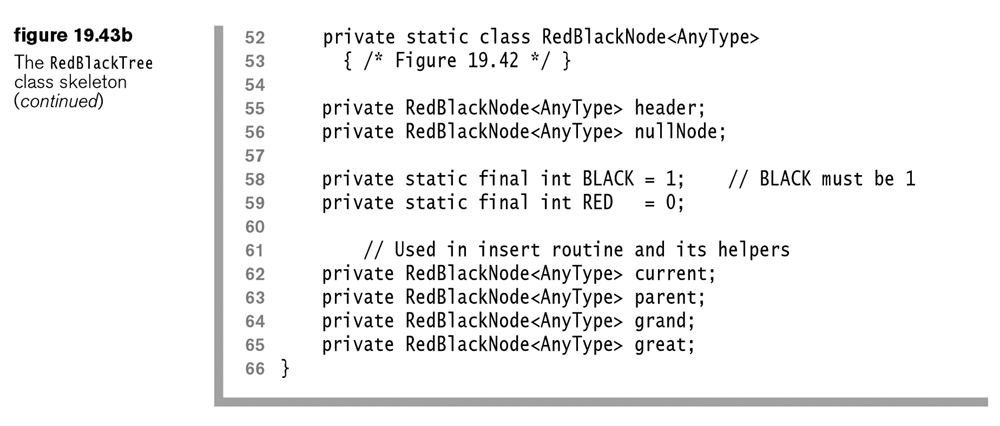 figure 19.43b
The RedBlackTree
class skeleton
(continued)
52 private static class RedBlackNode<AnyType>
53 { /* Figure 19.42 */ }
54
55 private RedBlackNode<AnyType> header;
56 private RedBlackNode<AnyType> nullNode;
57
58 private static final int BLACK = 1; // BLACK must be 1
59 private static final int RED = 0;
60
61 // Used in insert routine and its helpers
62 private RedBlackNode<AnyType> current;
63 private RedBlackNode<AnyType> parent;
64 private RedBlackNode<AnyType> grand;
65 private RedBlackNode<AnyType> great;
66 }